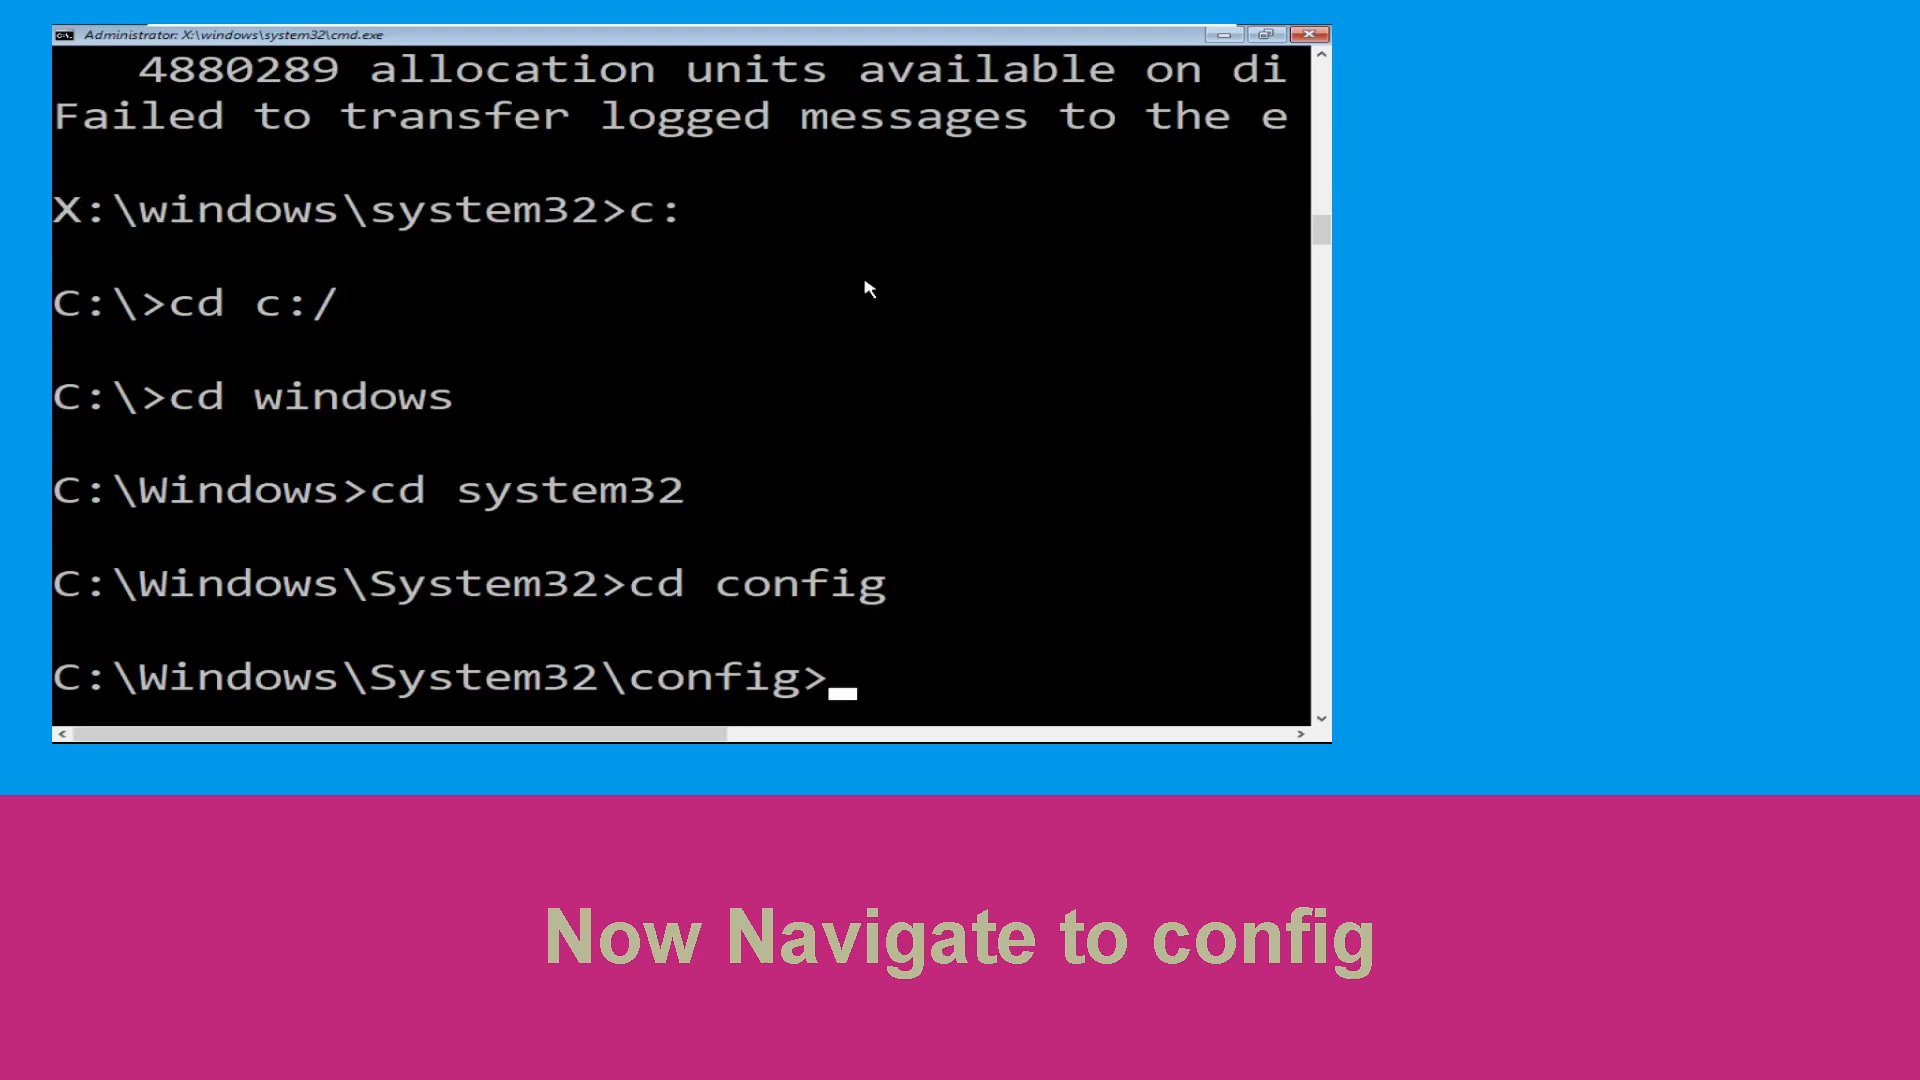 Administrator: X:\windows\system32\cmd.exe
4880289 allocation units available on di
Failed to transfer logged messages to the e
X:\windows\system32>c:
C:\>cd c:/
C:\>cd windows
C:\Windows>cd system32
C:\Windows\System32>cd config
C:\Windows\System32\config>
Now Navigate to config